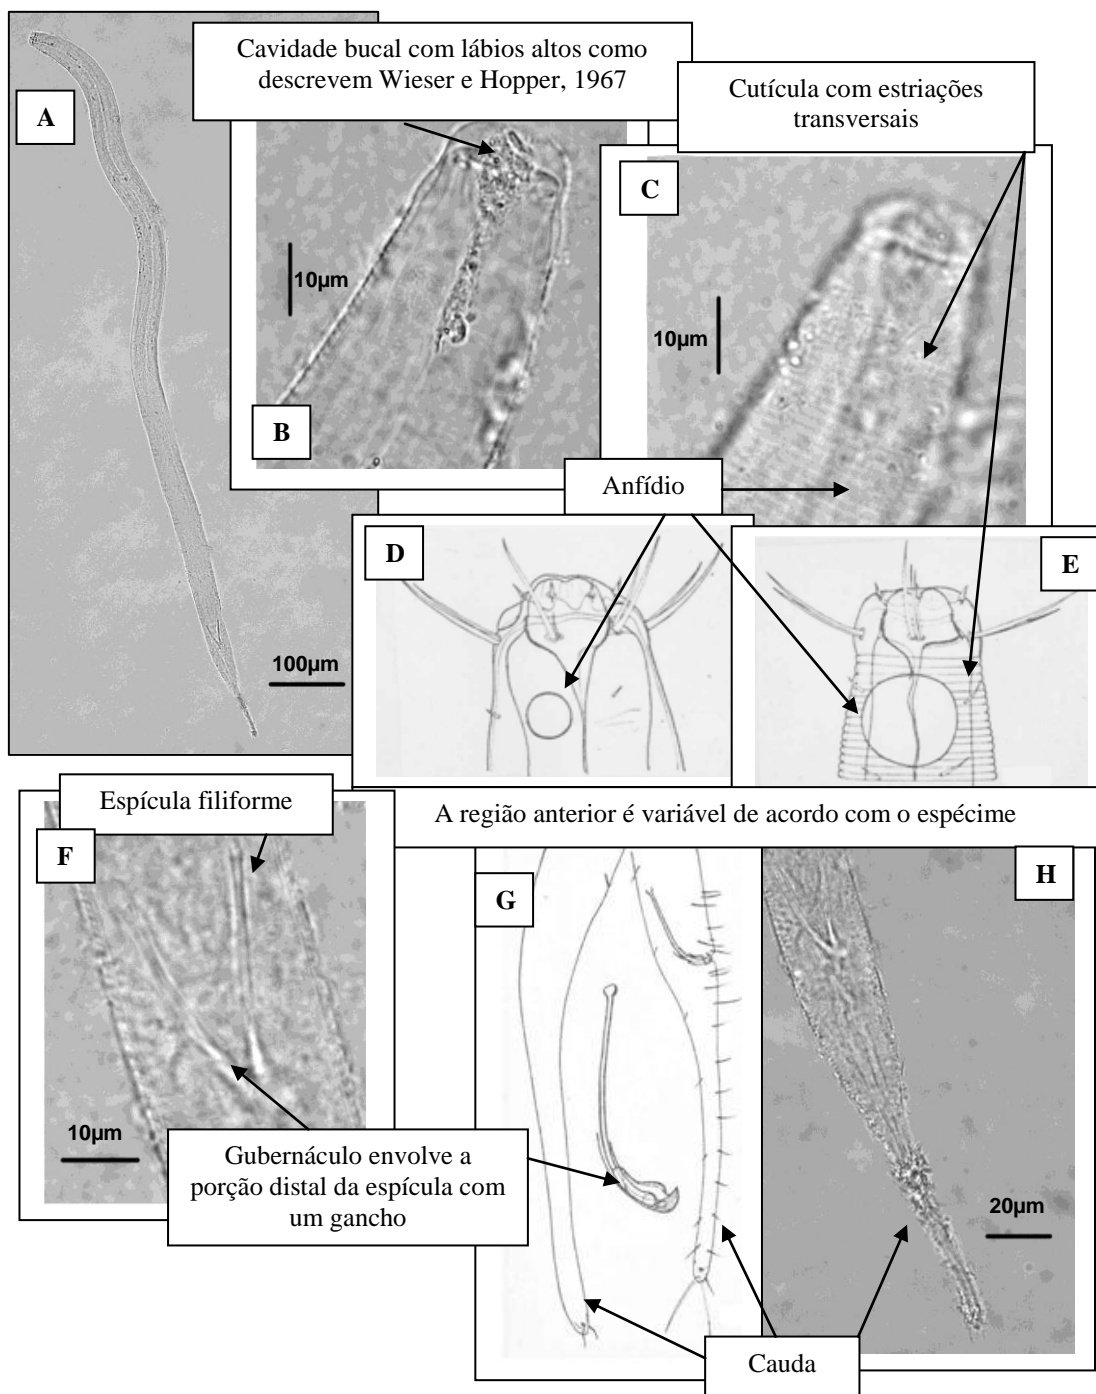 Cavidade bucal com lábios altos como
descrevem Wieser e Hopper, 1967
Cutícula com estriações
transversais
A
B
C
10µm
10µm
Anfídio
D
E
100µm
Espícula filiforme
A região anterior é variável de acordo com o espécime
F
G
H
10µm
Gubernáculo envolve a
porção distal da espícula com
um gancho
20µm
Cauda